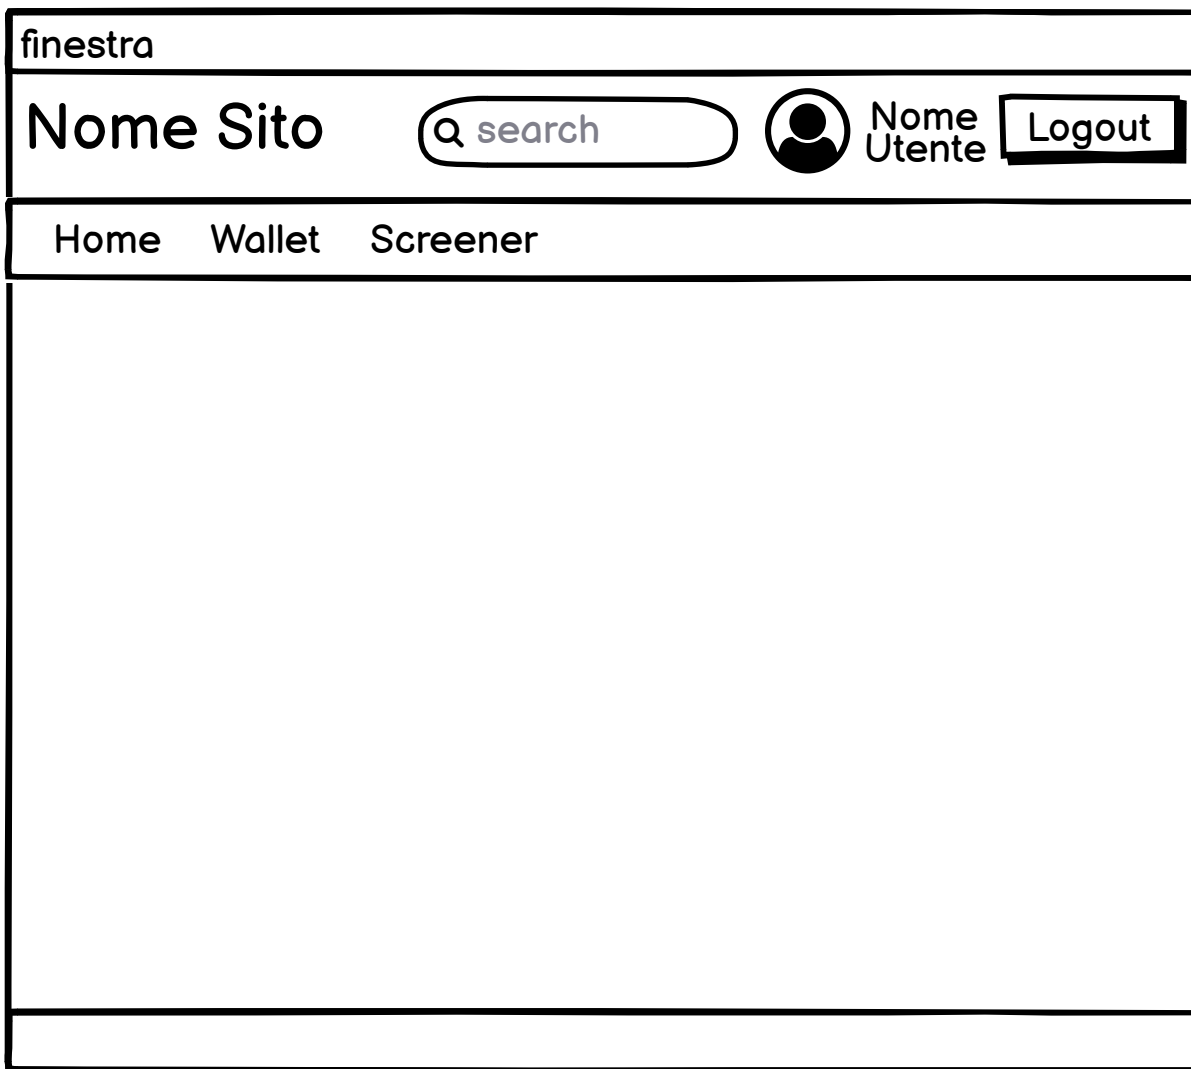 finestra
Nome Sito
search
Nome
Utente
Logout
Home Wallet Screener